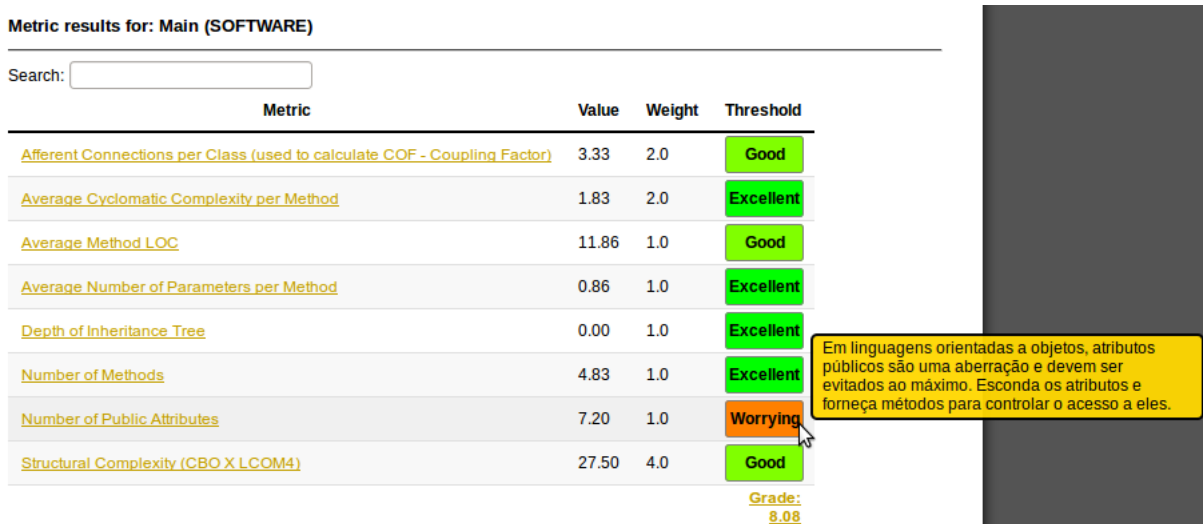 Metric results for: Main (SOFTWARE)
Search:
Metric Value Weight Threshold
Afferent Connections per Class (used to calculate COF - Coupling Factor) 3.33 2.0 Good
Average Cyclomatic Complexity per Method 1.83 2.0 Excellent
Average Method LOC 11.86 1.0 Good
Average Number of Parameters per Method 0.86 1.0 Excellent
Depth of Inheritance Tree 0.00 1.0 Excellent
Number of Methods 4.83 1.0 Excellent
Number of Public Attributes 7.20 1.0 Worrying
Structural Complexity (CBO X LCOM4) 27.50 4.0 Good
Grade:
8.08
Em linguagens orientadas a objetos, atributos
públicos são uma aberração e devem ser
evitados ao máximo. Esconda os atributos e
forneça métodos para controlar o acesso a eles.